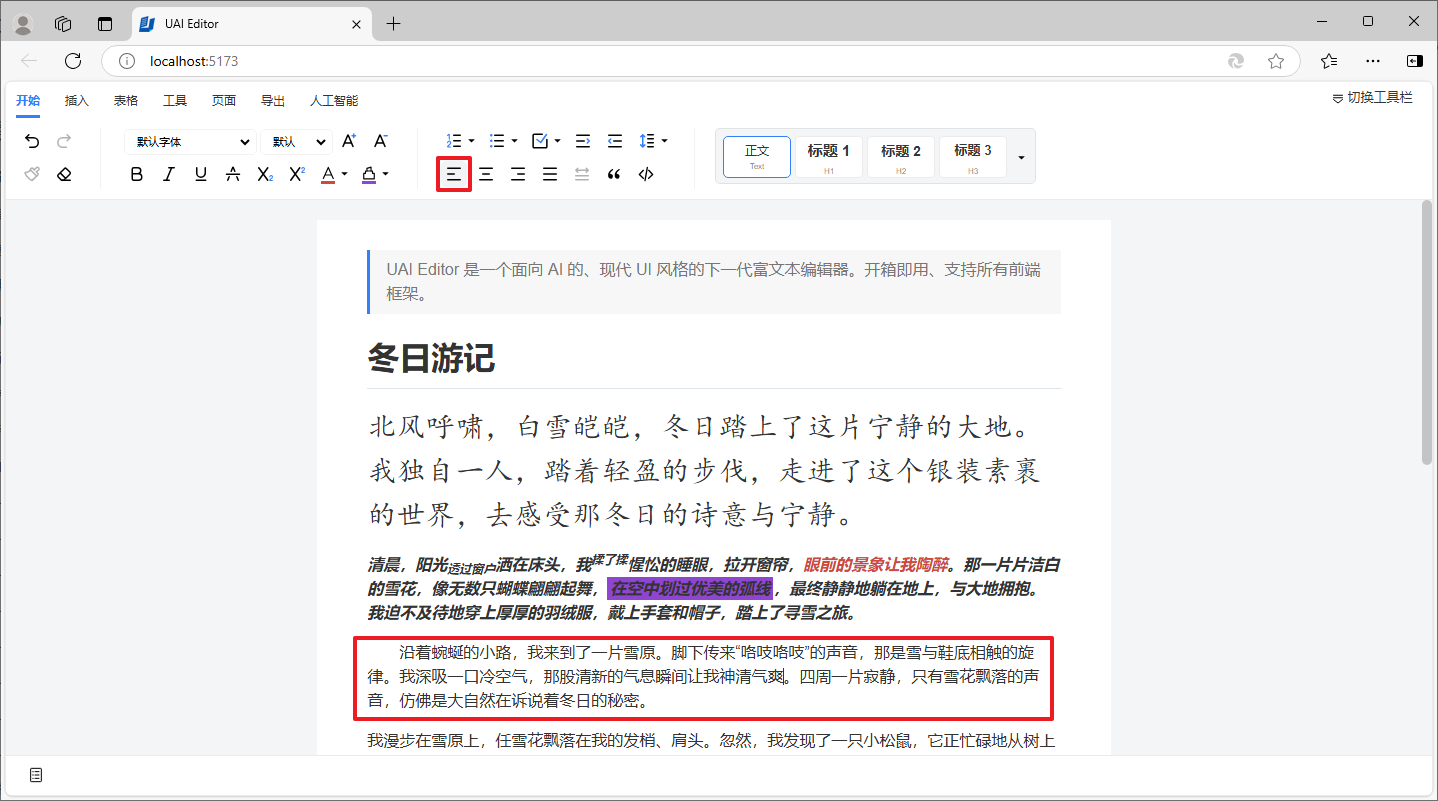 UAI Editor
localhost:5173
开始 插入 表格 工具 页面 导出 人工智能 切换工具栏
默认字体 默认 A+ A-
B I U A X₂ X² A
正文 标题 1 标题 2 标题 3
Text H1 H2 H3
UAI Editor 是一个面向 AI 的、现代 UI 风格的下一代富文本编辑器。开箱即用、支持所有前端
框架。
冬日游记
北风呼啸，白雪皑皑，冬日踏上了这片宁静的大地。
我独自一人，踏着轻盈的步伐，走进了这个银装素裹
的世界，去感受那冬日的诗意与宁静。
清晨，阳光透过窗户洒在床头，我揉了揉惺忪的睡眼，拉开窗帘，眼前的景象让我陶醉。那一片片洁白
的雪花，像无数只蝴蝶翩翩起舞，在空中划过优美的弧线，最终静静地躺在地上，与大地拥抱。
我迫不及待地穿上厚厚的羽绒服，戴上手套和帽子，踏上了寻雪之旅。
沿着蜿蜒的小路，我来到了一片雪原。脚下传来“咯吱咯吱”的声音，那是雪与鞋底相触的旋
律。我深吸一口冷空气，那股清新的气息瞬间让我神清气爽。四周一片寂静，只有雪花飘落的声
音，仿佛是大自然在诉说着冬日的秘密。
我漫步在雪原上，任雪花飘落在我的发梢、肩头。忽然，我发现了一只小松鼠，它正忙碌地从树上